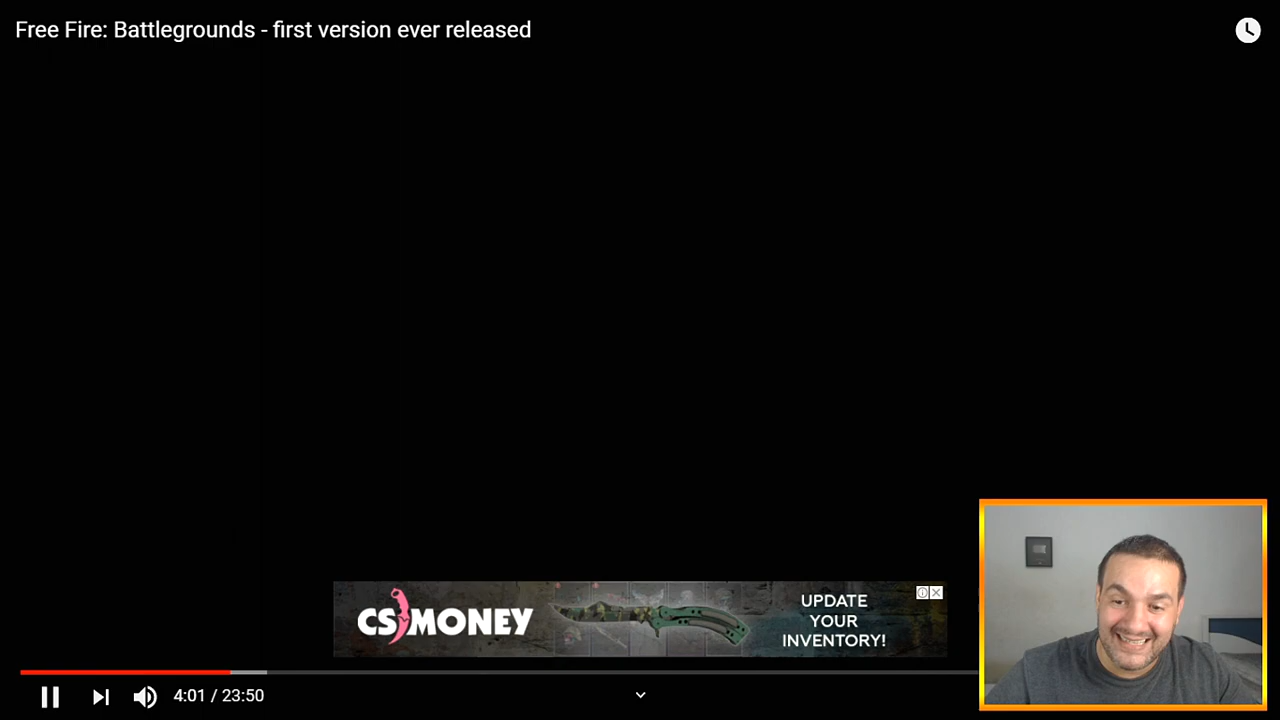 Free Fire: Battlegrounds - first version ever released
CS MONEY
UPDATE
YOUR
INVENTORY!
4:01 / 23:50